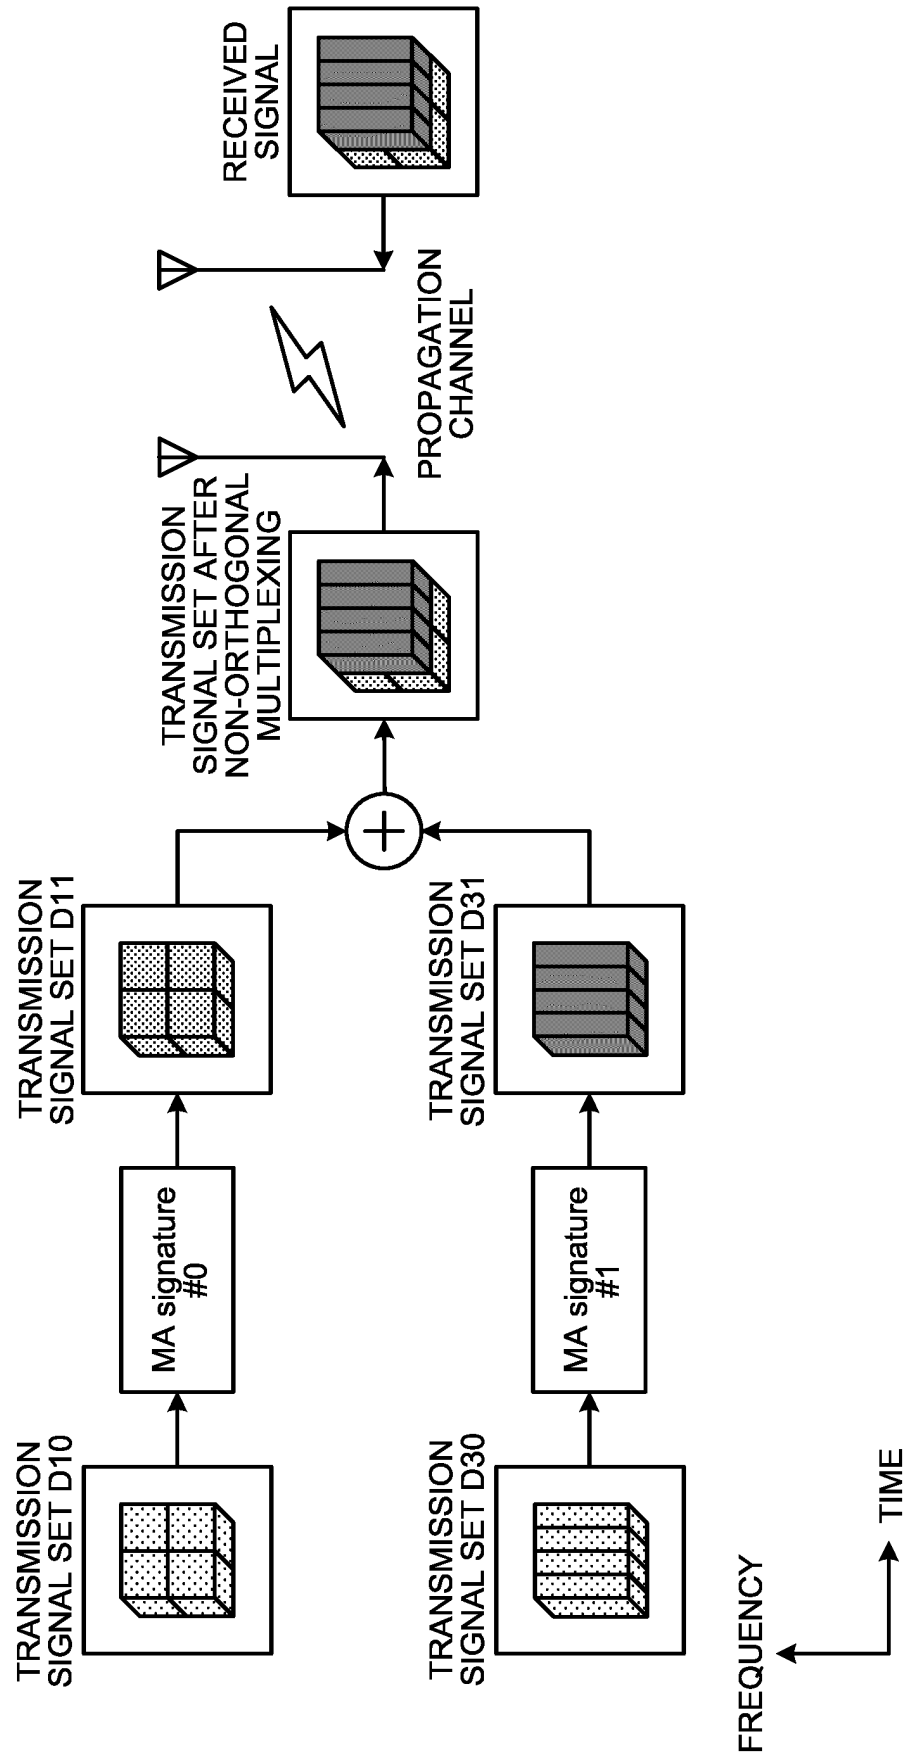 TRANSMISSION
SIGNAL SET D10
MA signature
#0
TRANSMISSION
SIGNAL SET D11
TRANSMISSION
SIGNAL SET D30
MA signature
#1
TRANSMISSION
SIGNAL SET D31
TRANSMISSION
SIGNAL SET AFTER
NON-ORTHOGONAL
MULTIPLEXING
PROPAGATION
CHANNEL
RECEIVED
SIGNAL
FREQUENCY
TIME